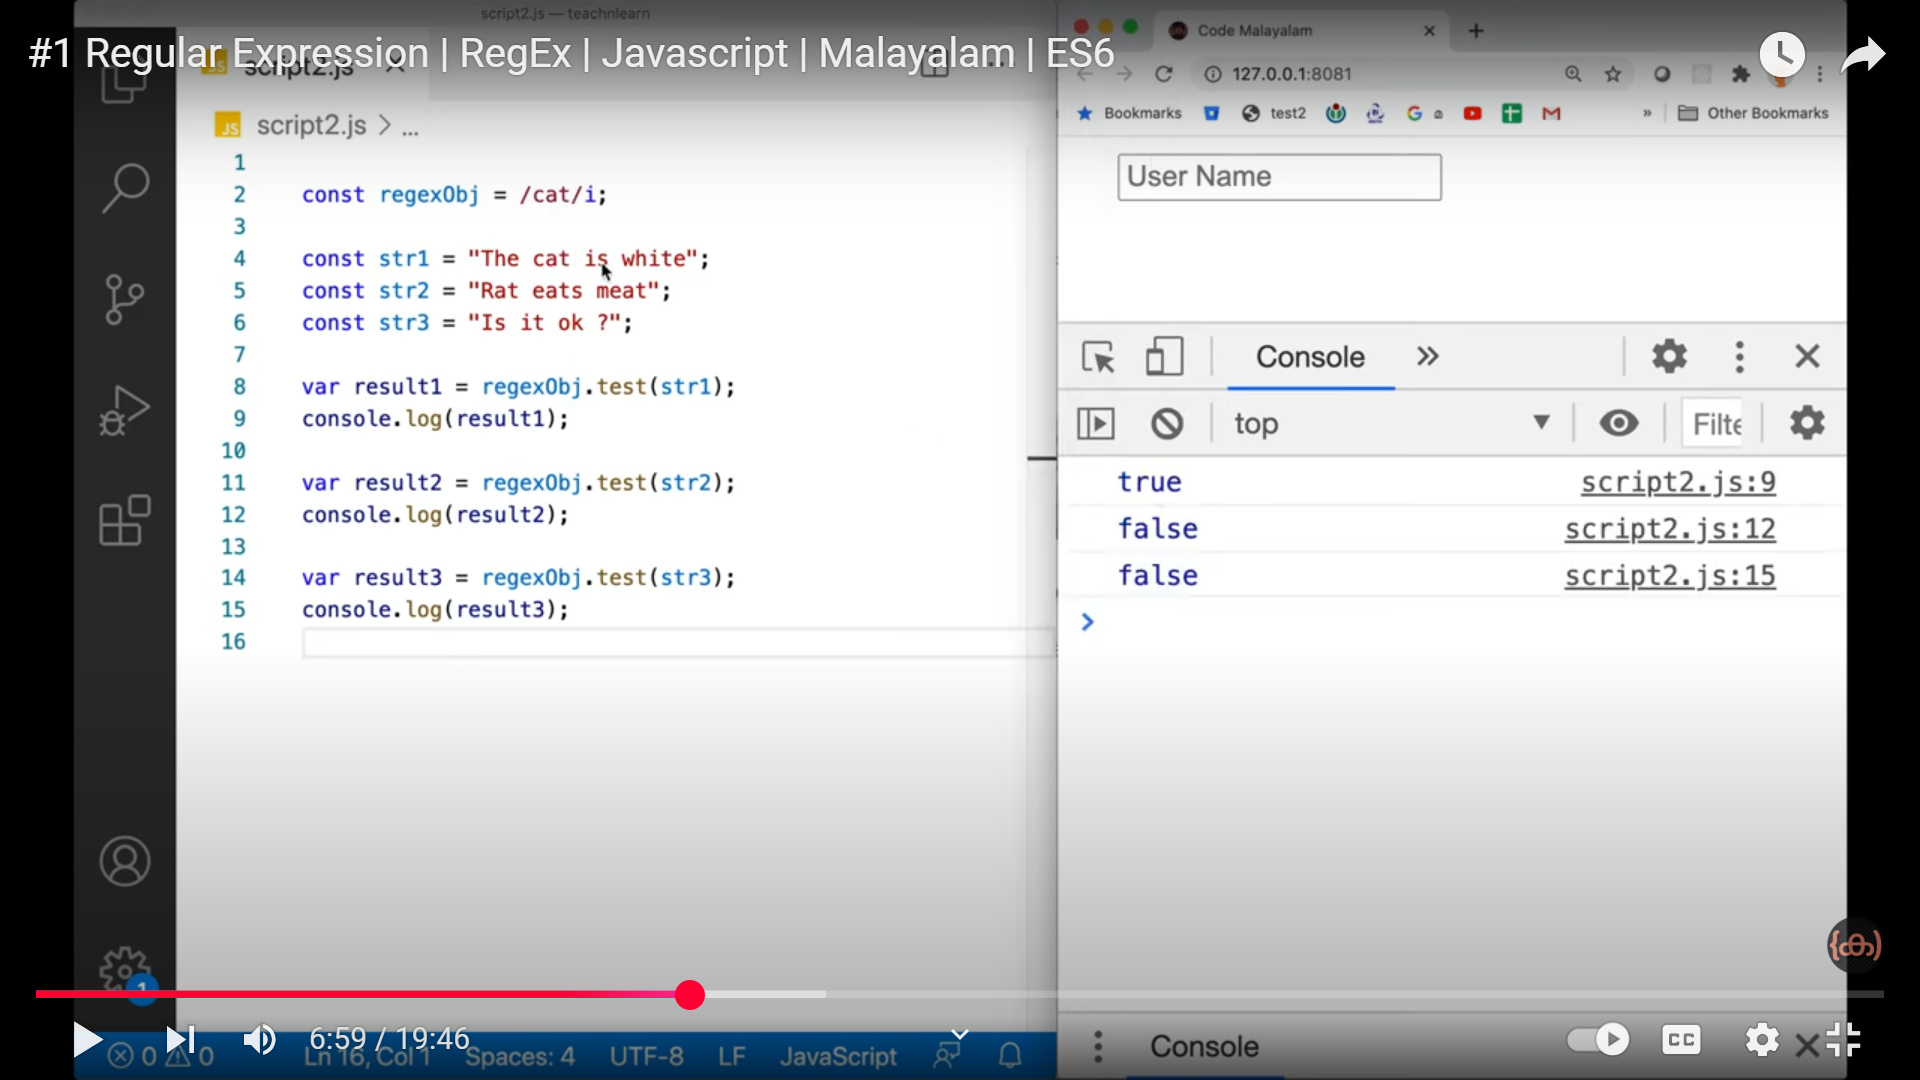 script2.js — teachnlearn
#1 Regular Expression | RegEx | Javascript | Malayalam | ES6
JS script2.js ×
JS script2.js > ...
1
2 const regexObj = /cat/i;
3
4 const str1 = "The cat is white";
5 const str2 = "Rat eats meat";
6 const str3 = "Is it ok ?";
7
8 var result1 = regexObj.test(str1);
9 console.log(result1);
10
11 var result2 = regexObj.test(str2);
12 console.log(result2);
13
14 var result3 = regexObj.test(str3);
15 console.log(result3);
16
1
0 0 Ln 16, Col 1 Spaces: 4 UTF-8 LF JavaScript
6:59 / 19:46
Code Malayalam
127.0.0.1:8081
Bookmarks test2 » Other Bookmarks
User Name
Console »
top Filte
true script2.js:9
false script2.js:12
false script2.js:15
>
Console
CC
{ക}